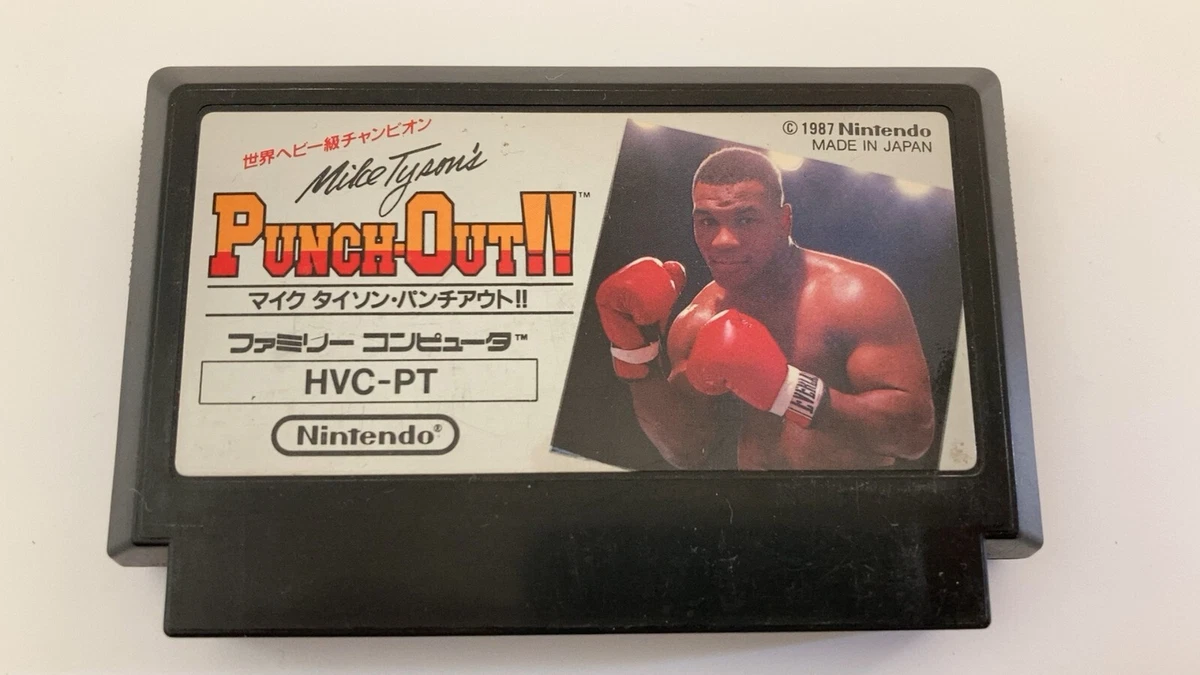 世界ヘビー級チャンピオン
Mike Tyson's
PUNCH-OUT!!™
マイク タイソン・パンチアウト!!
ファミリー コンピュータ™
HVC-PT
Nintendo®
© 1987 Nintendo
MADE IN JAPAN